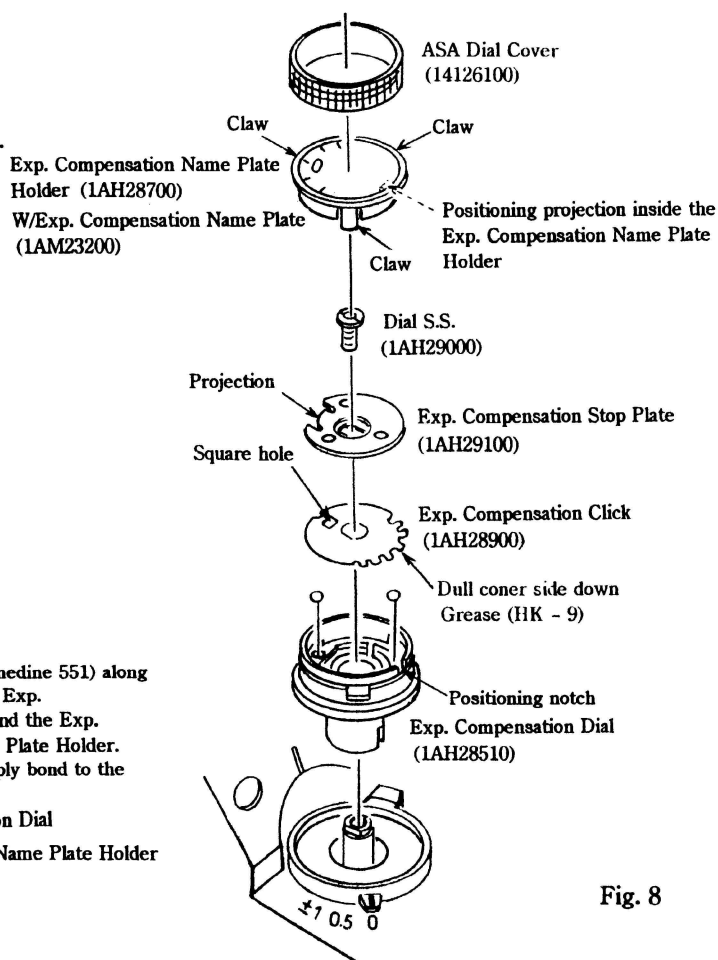 ASA Dial Cover
(14126100)
Claw
Claw
Exp. Compensation Name Plate
Holder (1AH28700)
W/Exp. Compensation Name Plate
(1AM23200)
0
Positioning projection inside the
Exp. Compensation Name Plate
Holder
Claw
Dial S.S.
(1AH29000)
Projection
Exp. Compensation Stop Plate
(1AH29100)
Square hole
Exp. Compensation Click
(1AH28900)
Dull coner side down
Grease (HK - 9)
nedine 551) along
Exp.
nd the Exp.
Plate Holder.
ply bond to the
on Dial
Name Plate Holder
Positioning notch
Exp. Compensation Dial
(1AH28510)
±1 0.5 0
Fig. 8